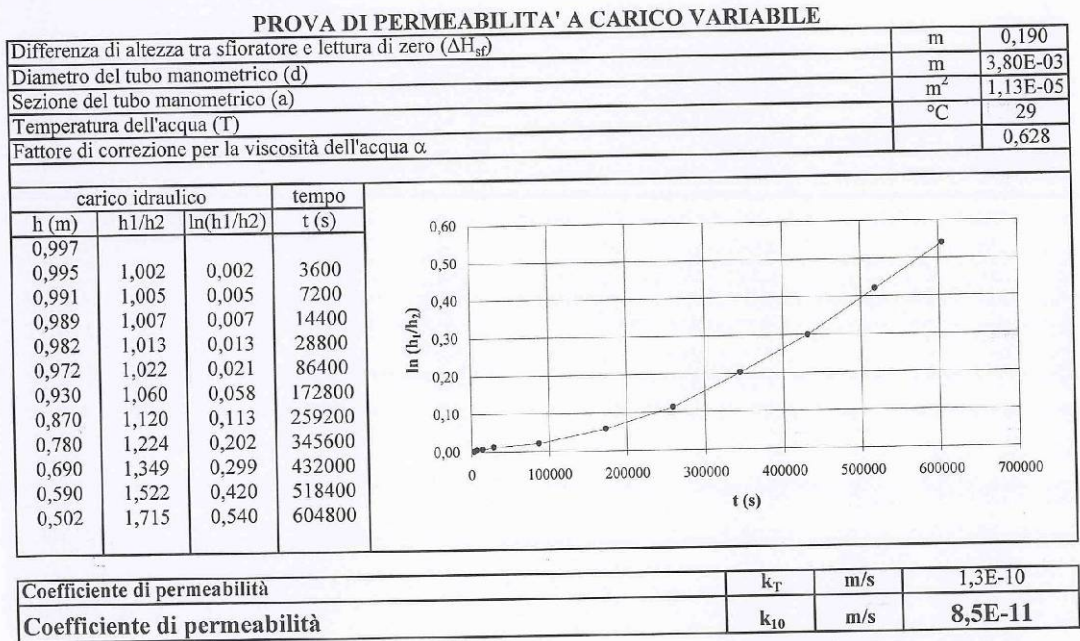 PROVA DI PERMEABILITA' A CARICO VARIABILE
Differenza di altezza tra sfioratore e lettura di zero (ΔHsf) m 0,190
Diametro del tubo manometrico (d) m 3,80E-03
Sezione del tubo manometrico (a) m² 1,13E-05
Temperatura dell'acqua (T) °C 29
Fattore di correzione per la viscosità dell'acqua α 0,628
carico idraulico tempo
h (m) h1/h2 ln(h1/h2) t (s)
0,997
0,995 1,002 0,002 3600
0,991 1,005 0,005 7200
0,989 1,007 0,007 14400
0,982 1,013 0,013 28800
0,972 1,022 0,021 86400
0,930 1,060 0,058 172800
0,870 1,120 0,113 259200
0,780 1,224 0,202 345600
0,690 1,349 0,299 432000
0,590 1,522 0,420 518400
0,502 1,715 0,540 604800
ln (h₁/h₂)
0,60
0,50
0,40
0,30
0,20
0,10
0,00
0 100000 200000 300000 400000 500000 600000 700000
t (s)
Coefficiente di permeabilità kT m/s 1,3E-10
Coefficiente di permeabilità k₁₀ m/s 8,5E-11